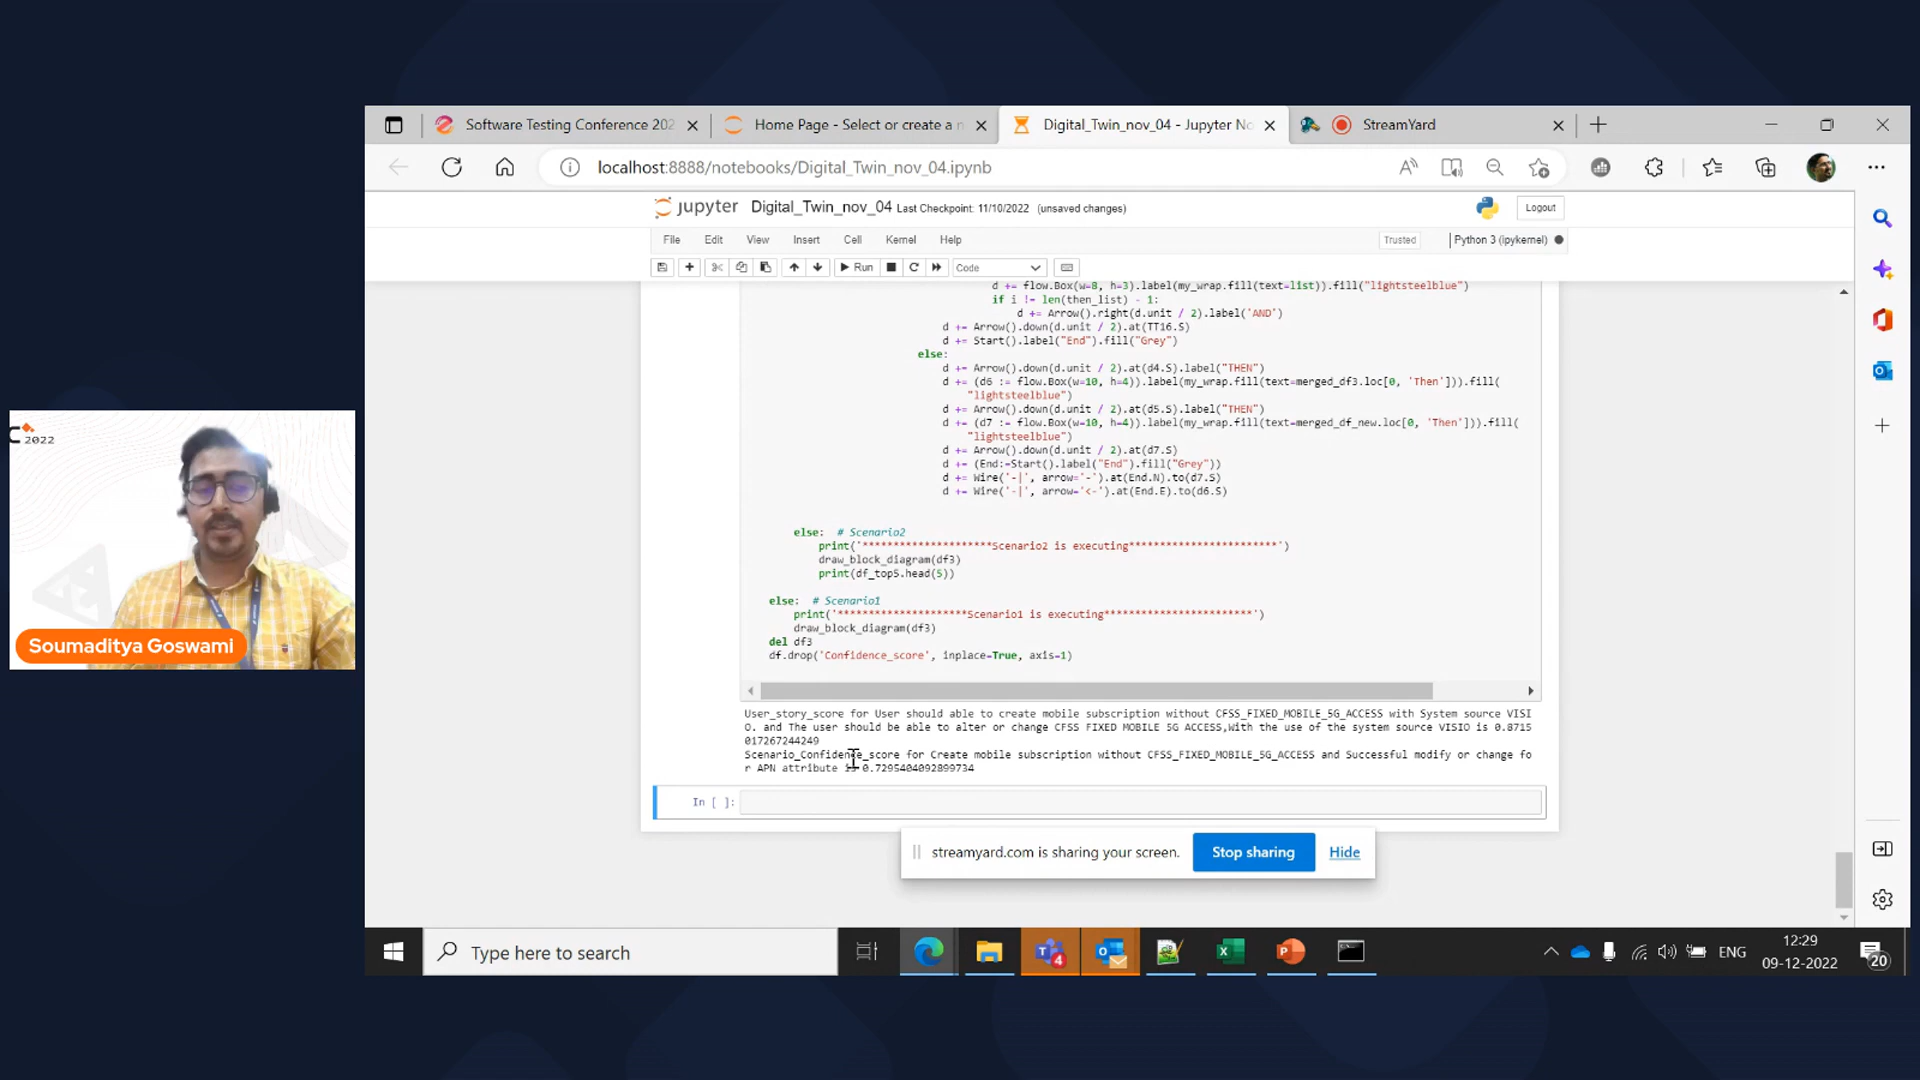 Software Testing Conference 202
Home Page - Select or create a n
Digital_Twin_nov_04 - Jupyter No
StreamYard
localhost:8888/notebooks/Digital_Twin_nov_04.ipynb
jupyter Digital_Twin_nov_04 Last Checkpoint: 11/10/2022 (unsaved changes)
Logout
File Edit View Insert Cell Kernel Help
Trusted
Python 3 (ipykernel)
Run
Code
d += flow.Box(w=8, h=3).label(my_wrap.fill(text=list)).fill("lightsteelblue")
if i != len(then_list) - 1:
d += Arrow().right(d.unit / 2).label('AND')
d += Arrow().down(d.unit / 2).at(TT16.S)
d += Start().label("End").fill("Grey")
else:
d += Arrow().down(d.unit / 2).at(d4.S).label("THEN")
d += (d6 := flow.Box(w=10, h=4)).label(my_wrap.fill(text=merged_df3.loc[0, 'Then'])).fill(
"lightsteelblue")
d += Arrow().down(d.unit / 2).at(d5.S).label("THEN")
d += (d7 := flow.Box(w=10, h=4)).label(my_wrap.fill(text=merged_df_new.loc[0, 'Then'])).fill(
"lightsteelblue")
d += Arrow().down(d.unit / 2).at(d7.S)
d += (End:=Start().label("End").fill("Grey"))
d += Wire('-|', arrow='-').at(End.N).to(d7.S)
d += Wire('-|', arrow='<-').at(End.E).to(d6.S)
else: # Scenario2
print('**********************Scenario2 is executing*************************')
draw_block_diagram(df3)
print(df_top5.head(5))
else: # Scenario1
print('**********************Scenario1 is executing*************************')
draw_block_diagram(df3)
del df3
df.drop('Confidence_score', inplace=True, axis=1)
User_story_score for User should able to create mobile subscription without CFSS_FIXED_MOBILE_5G_ACCESS with System source VISI
O. and The user should be able to alter or change CFSS FIXED MOBILE 5G ACCESS,With the use of the system source VISIO is 0.8715
017267244249
Scenario_Confidence_score for Create mobile subscription without CFSS_FIXED_MOBILE_5G_ACCESS and Successful modify or change fo
r APN attribute is 0.7295404092899734
In [ ]:
streamyard.com is sharing your screen.
Stop sharing
Hide
C
2022
Soumaditya Goswami
Type here to search
4
ENG
12:29
09-12-2022
20